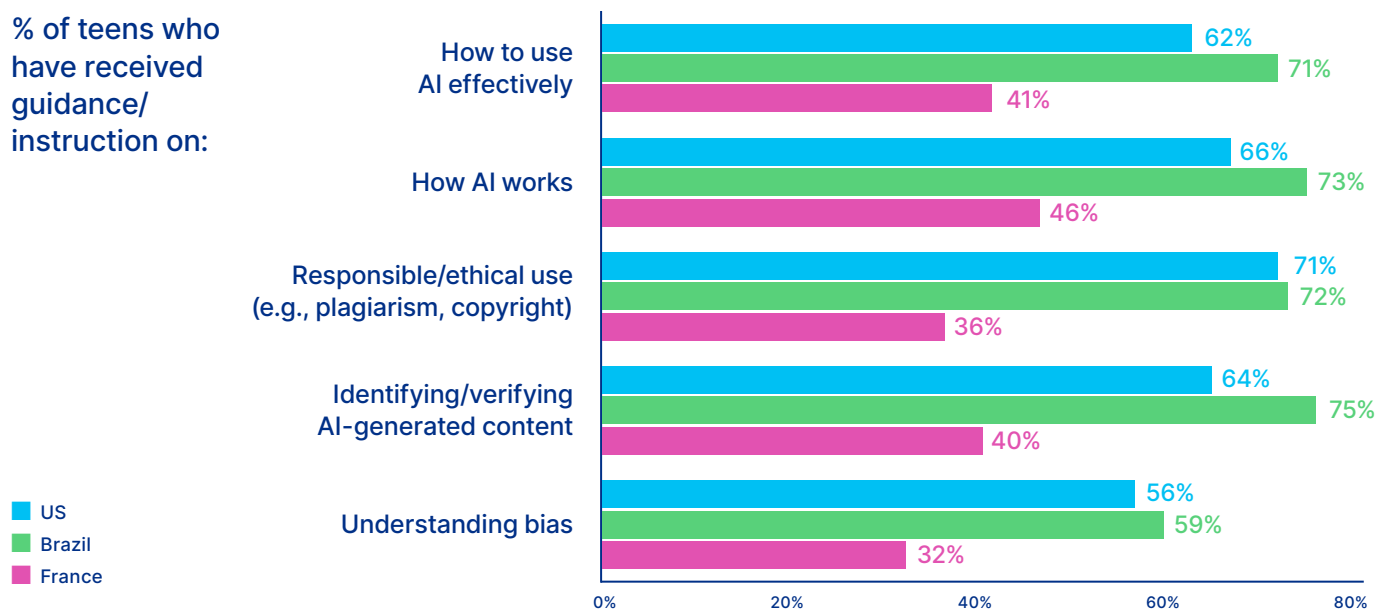 % of teens who
have received
guidance/
instruction on:
How to use
AI effectively
62%
71%
41%
How AI works
66%
73%
46%
Responsible/ethical use
(e.g., plagiarism, copyright)
71%
72%
36%
Identifying/verifying
AI-generated content
64%
75%
40%
Understanding bias
56%
59%
32%
US
Brazil
France
0% 20% 40% 60% 80%